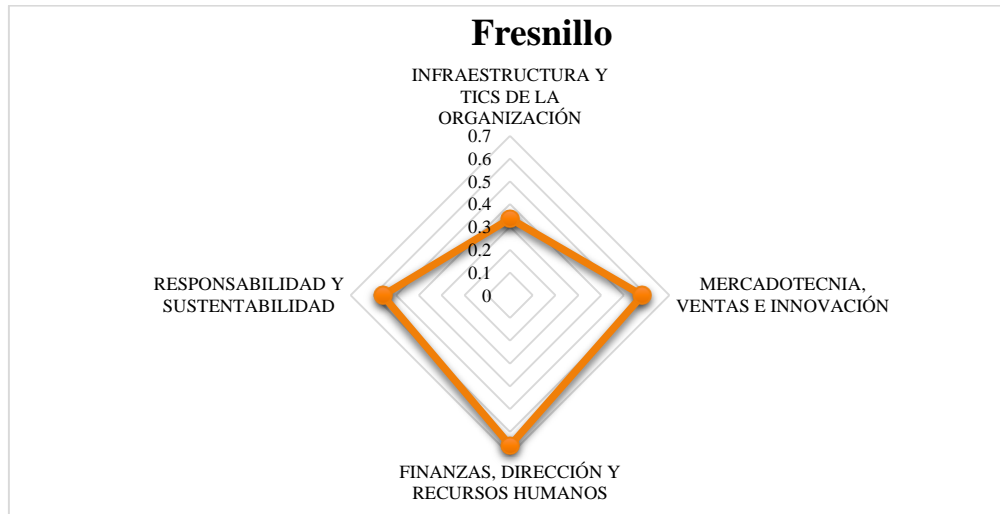 Fresnillo
INFRAESTRUCTURA Y
TICS DE LA
ORGANIZACIÓN
0.7
0.6
0.5
0.4
0.3
0.2
0.1
0
RESPONSABILIDAD Y
SUSTENTABILIDAD
MERCADOTECNIA,
VENTAS E INNOVACIÓN
FINANZAS, DIRECCIÓN Y
RECURSOS HUMANOS